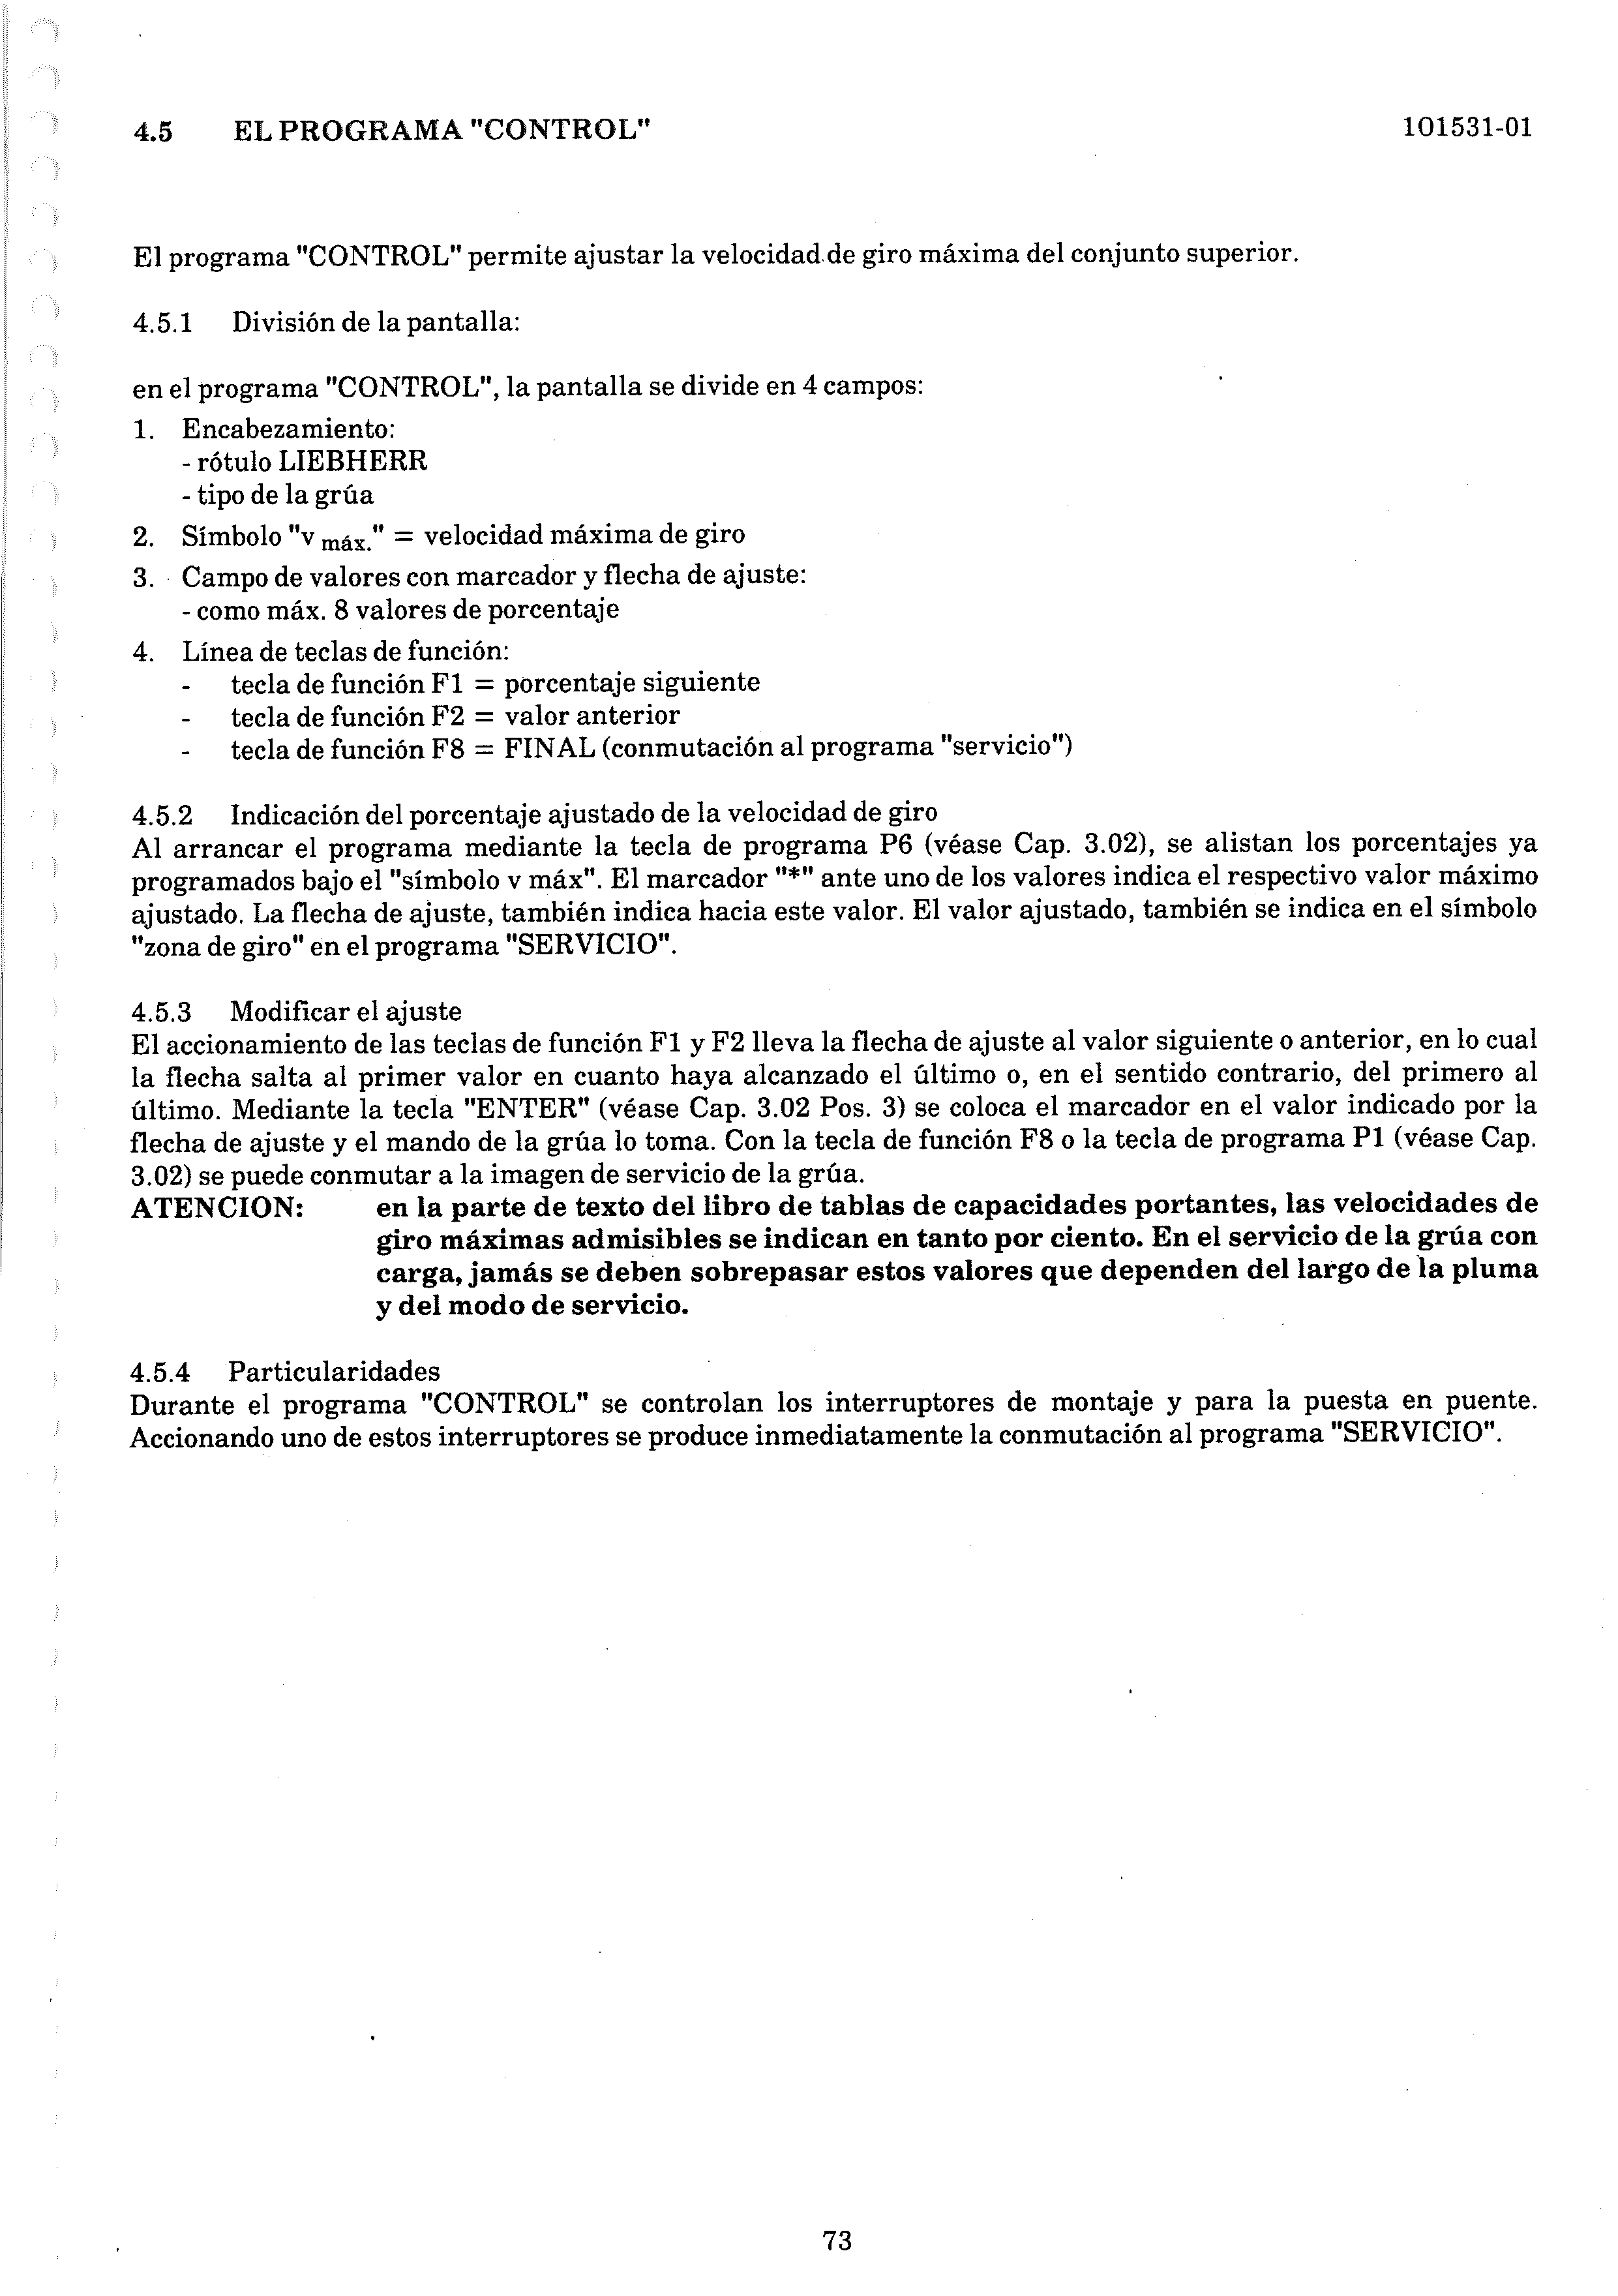 4.5 EL PROGRAMA "CONTROL" 101531-01
El programa "CONTROL" permite ajustar la velocidad de giro máxima del conjunto superior.
4.5.1 División de la pantalla:
en el programa "CONTROL", la pantalla se divide en 4 campos:
1. Encabezamiento:
- rótulo LIEBHERR
- tipo de la grúa
2. Símbolo "v máx." = velocidad máxima de giro
3. Campo de valores con marcador y flecha de ajuste:
- como máx. 8 valores de porcentaje
4. Línea de teclas de función:
- tecla de función F1 = porcentaje siguiente
- tecla de función F2 = valor anterior
- tecla de función F8 = FINAL (conmutación al programa "servicio")
4.5.2 Indicación del porcentaje ajustado de la velocidad de giro
Al arrancar el programa mediante la tecla de programa P6 (véase Cap. 3.02), se alistan los porcentajes ya
programados bajo el "símbolo v máx". El marcador "*" ante uno de los valores indica el respectivo valor máximo
ajustado. La flecha de ajuste, también indica hacia este valor. El valor ajustado, también se indica en el símbolo
"zona de giro" en el programa "SERVICIO".
4.5.3 Modificar el ajuste
El accionamiento de las teclas de función F1 y F2 lleva la flecha de ajuste al valor siguiente o anterior, en lo cual
la flecha salta al primer valor en cuanto haya alcanzado el último o, en el sentido contrario, del primero al
último. Mediante la tecla "ENTER" (véase Cap. 3.02 Pos. 3) se coloca el marcador en el valor indicado por la
flecha de ajuste y el mando de la grúa lo toma. Con la tecla de función F8 o la tecla de programa P1 (véase Cap.
3.02) se puede conmutar a la imagen de servicio de la grúa.
ATENCION: en la parte de texto del libro de tablas de capacidades portantes, las velocidades de
giro máximas admisibles se indican en tanto por ciento. En el servicio de la grúa con
carga, jamás se deben sobrepasar estos valores que dependen del largo de la pluma
y del modo de servicio.
4.5.4 Particularidades
Durante el programa "CONTROL" se controlan los interruptores de montaje y para la puesta en puente.
Accionando uno de estos interruptores se produce inmediatamente la conmutación al programa "SERVICIO".
73